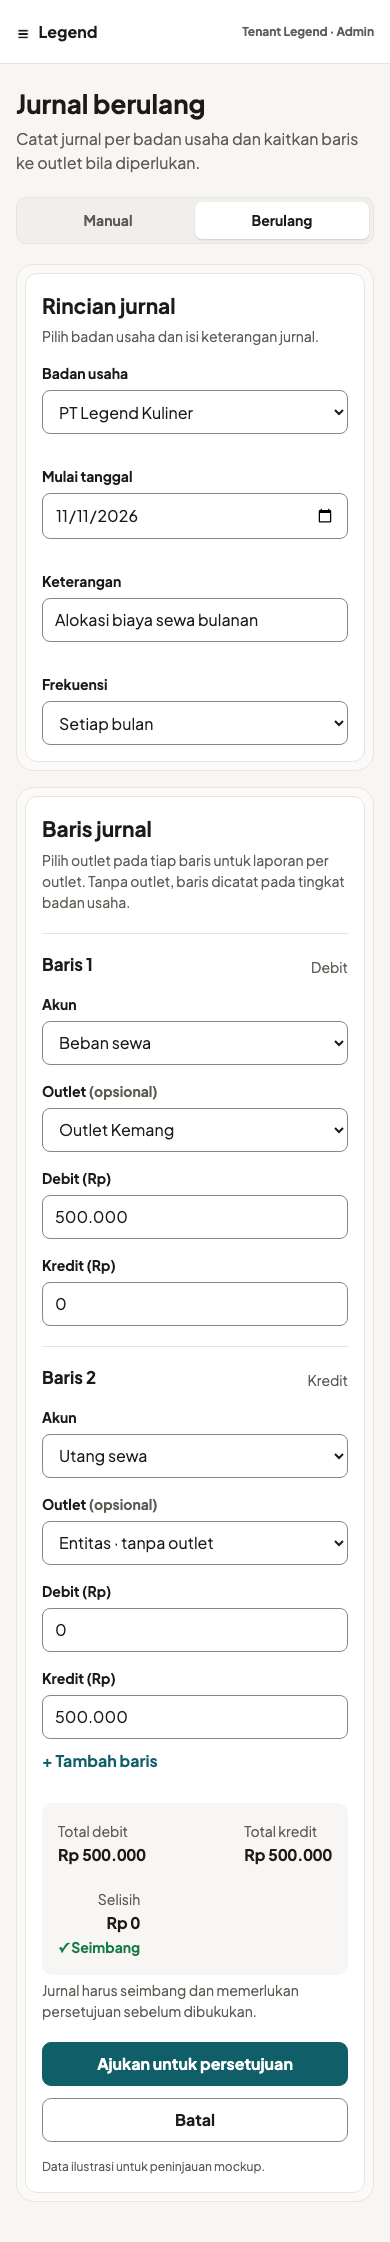 ≡ Legend
Tenant Legend · Admin
Jurnal berulang
Catat jurnal per badan usaha dan kaitkan baris
ke outlet bila diperlukan.
Manual
Berulang
Rincian jurnal
Pilih badan usaha dan isi keterangan jurnal.
Badan usaha
PT Legend Kuliner
Mulai tanggal
11/11/2026
Keterangan
Alokasi biaya sewa bulanan
Frekuensi
Setiap bulan
Baris jurnal
Pilih outlet pada tiap baris untuk laporan per
outlet. Tanpa outlet, baris dicatat pada tingkat
badan usaha.
Baris 1
Debit
Akun
Beban sewa
Outlet (opsional)
Outlet Kemang
Debit (Rp)
500.000
Kredit (Rp)
0
Baris 2
Kredit
Akun
Utang sewa
Outlet (opsional)
Entitas · tanpa outlet
Debit (Rp)
0
Kredit (Rp)
500.000
+ Tambah baris
Total debit
Rp 500.000
Total kredit
Rp 500.000
Selisih
Rp 0
✓Seimbang
Jurnal harus seimbang dan memerlukan
persetujuan sebelum dibukukan.
Ajukan untuk persetujuan
Batal
Data ilustrasi untuk peninjauan mockup.